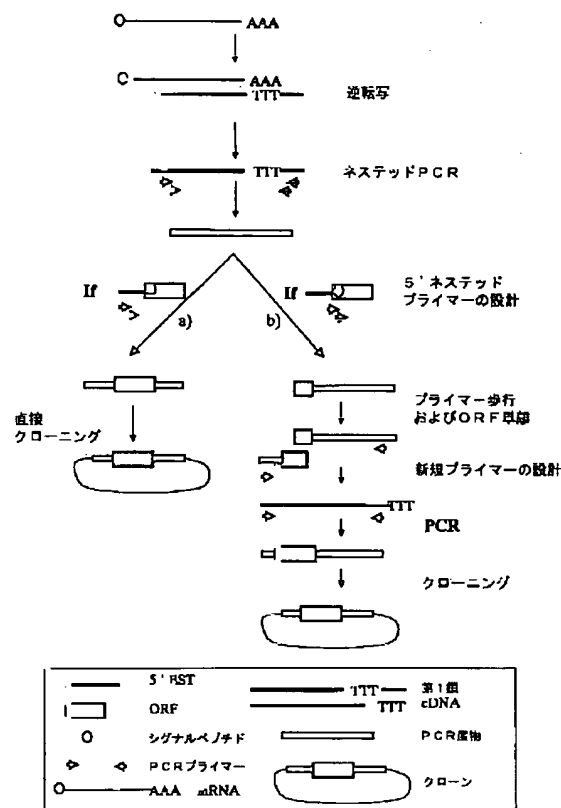 AAA
AAA
TTT
逆転写
TTT
ネステッドPCR
If
a)
If
b)
5'ネステッド
プライマーの設計
直接
クローニング
プライマー歩行
およびORF
新規プライマーの設計
TTT
PCR
クローニング
5' EST
TTT
第1鎖
cDNA
TTT
ORF
シグナルペプチド
PCR産物
PCRプライマー
クローン
AAA mRNA